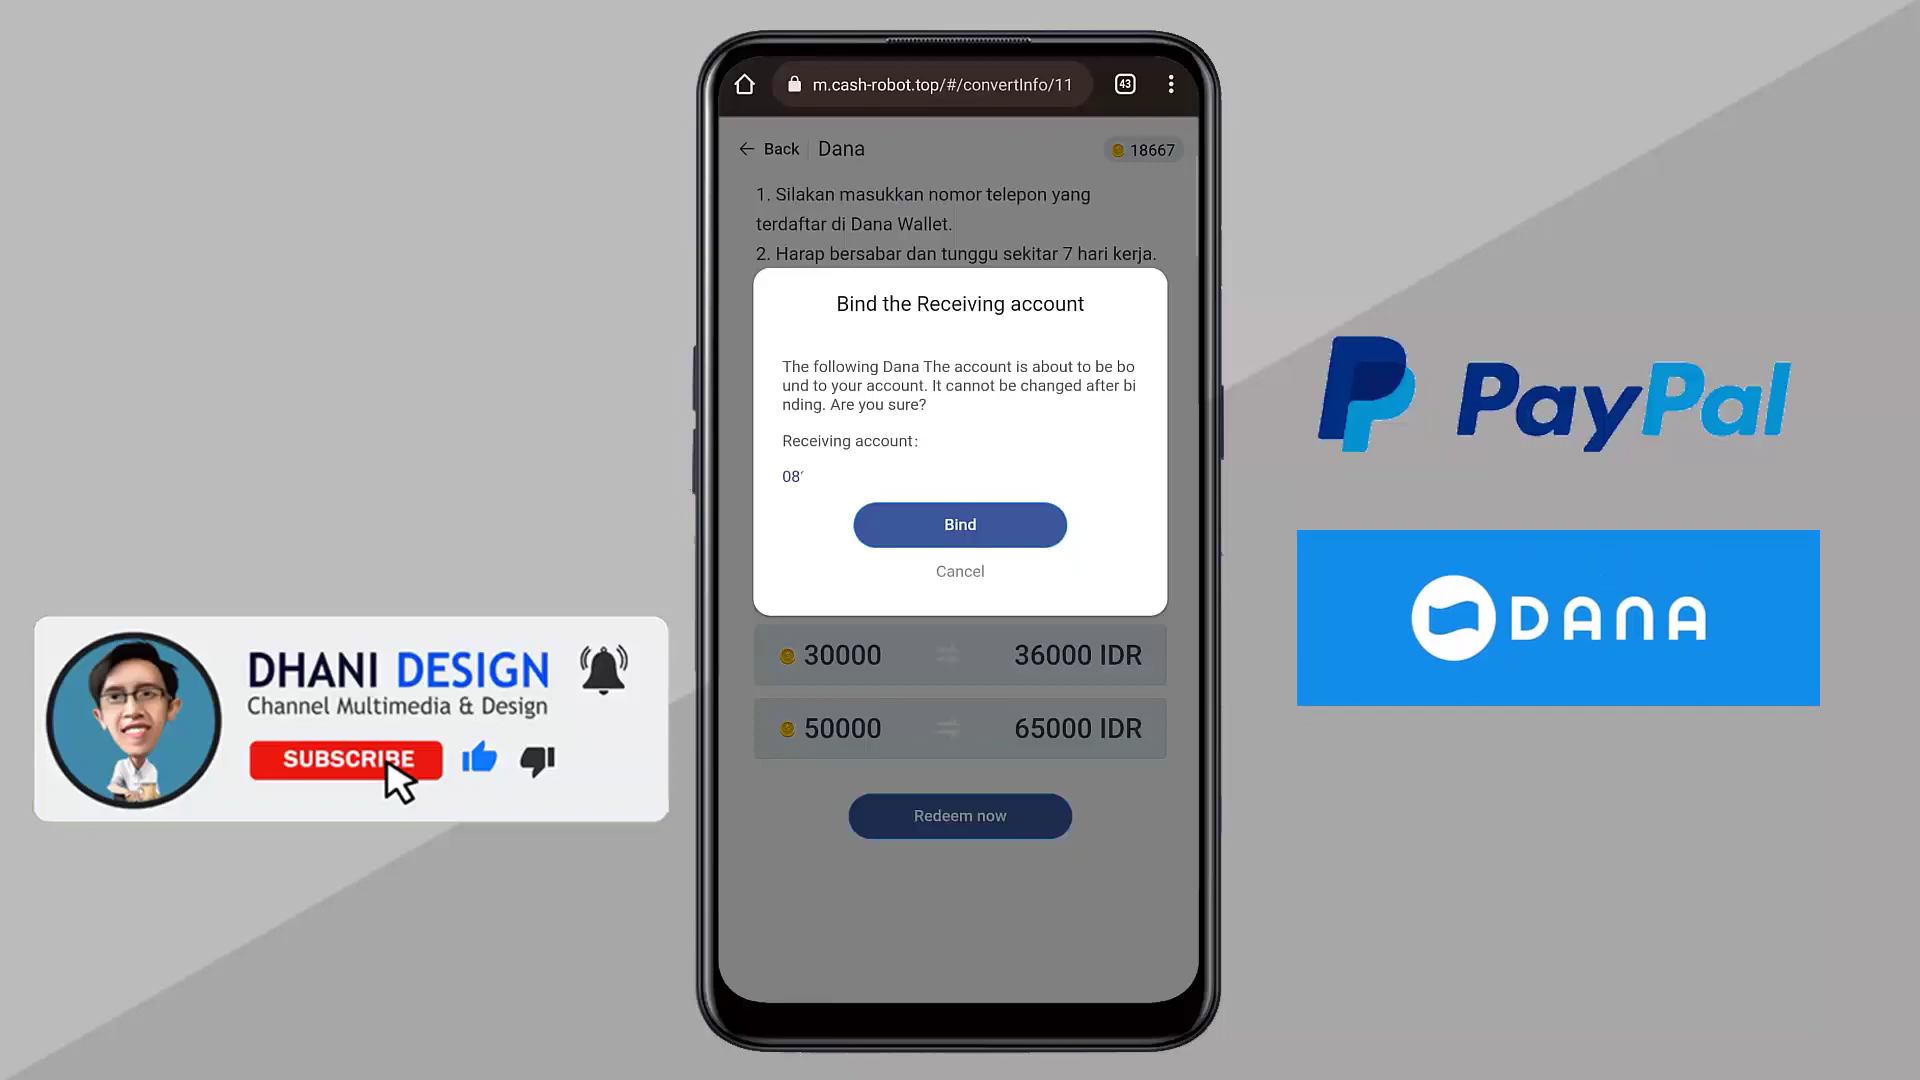 m.cash-robot.top/#/convertInfo/11
43
Back
Dana
18667
1. Silakan masukkan nomor telepon yang
terdaftar di Dana Wallet.
2. Harap bersabar dan tunggu sekitar 7 hari kerja.
Bind the Receiving account
The following Dana The account is about to be bo
und to your account. It cannot be changed after bi
nding. Are you sure?
Receiving account:
08
Bind
Cancel
30000
36000 IDR
50000
65000 IDR
Redeem now
PayPal
DANA
DHANI DESIGN
Channel Multimedia & Design
SUBSCRIBE